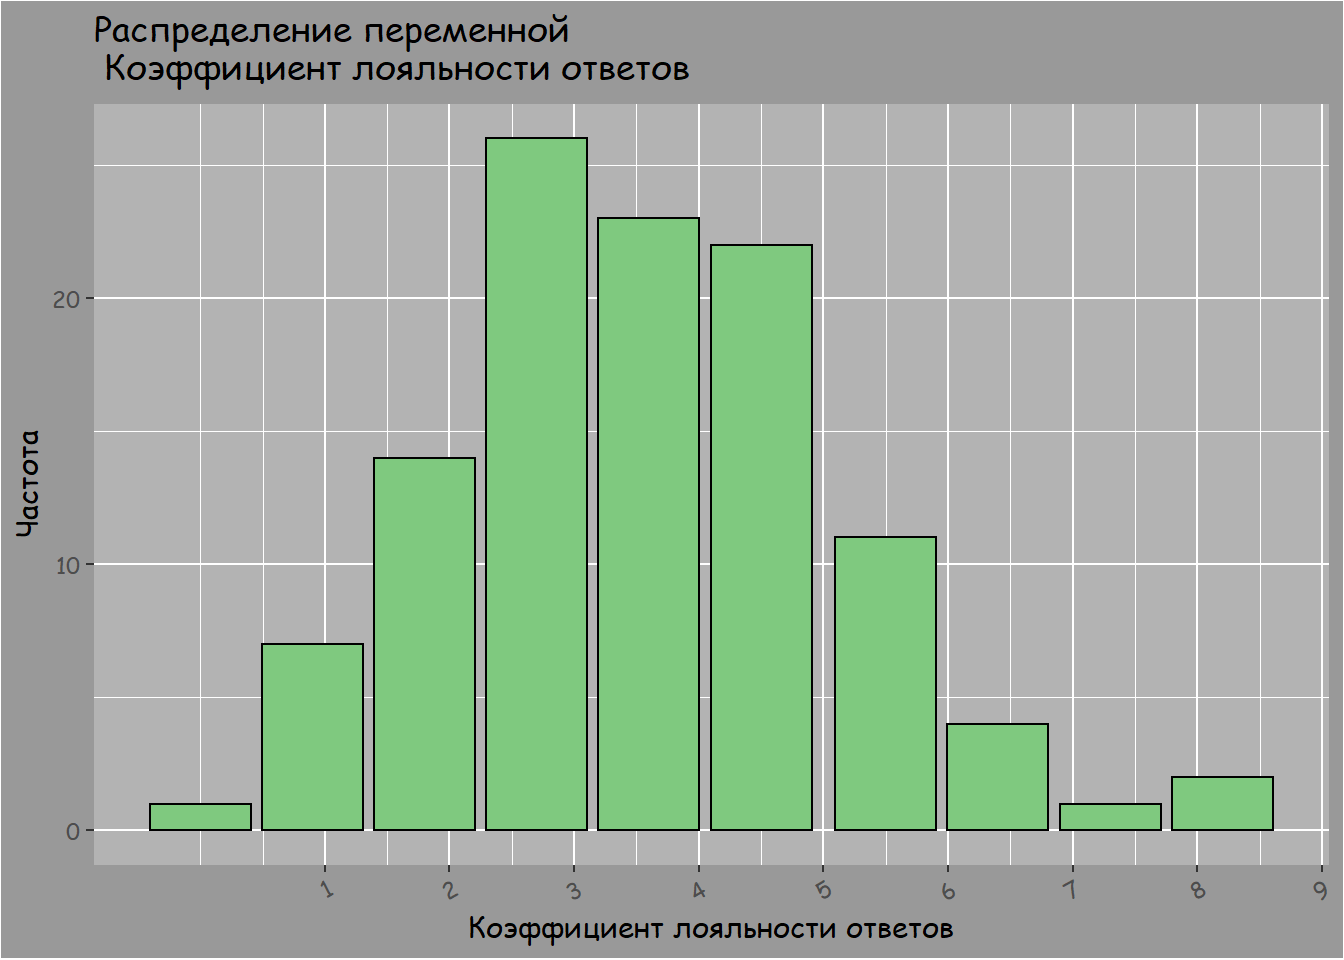 Распределение переменной
Коэффициент лояльности ответов
Частота
20
10
0
1 2 3 4 5 6 7 8 9
Коэффициент лояльности ответов